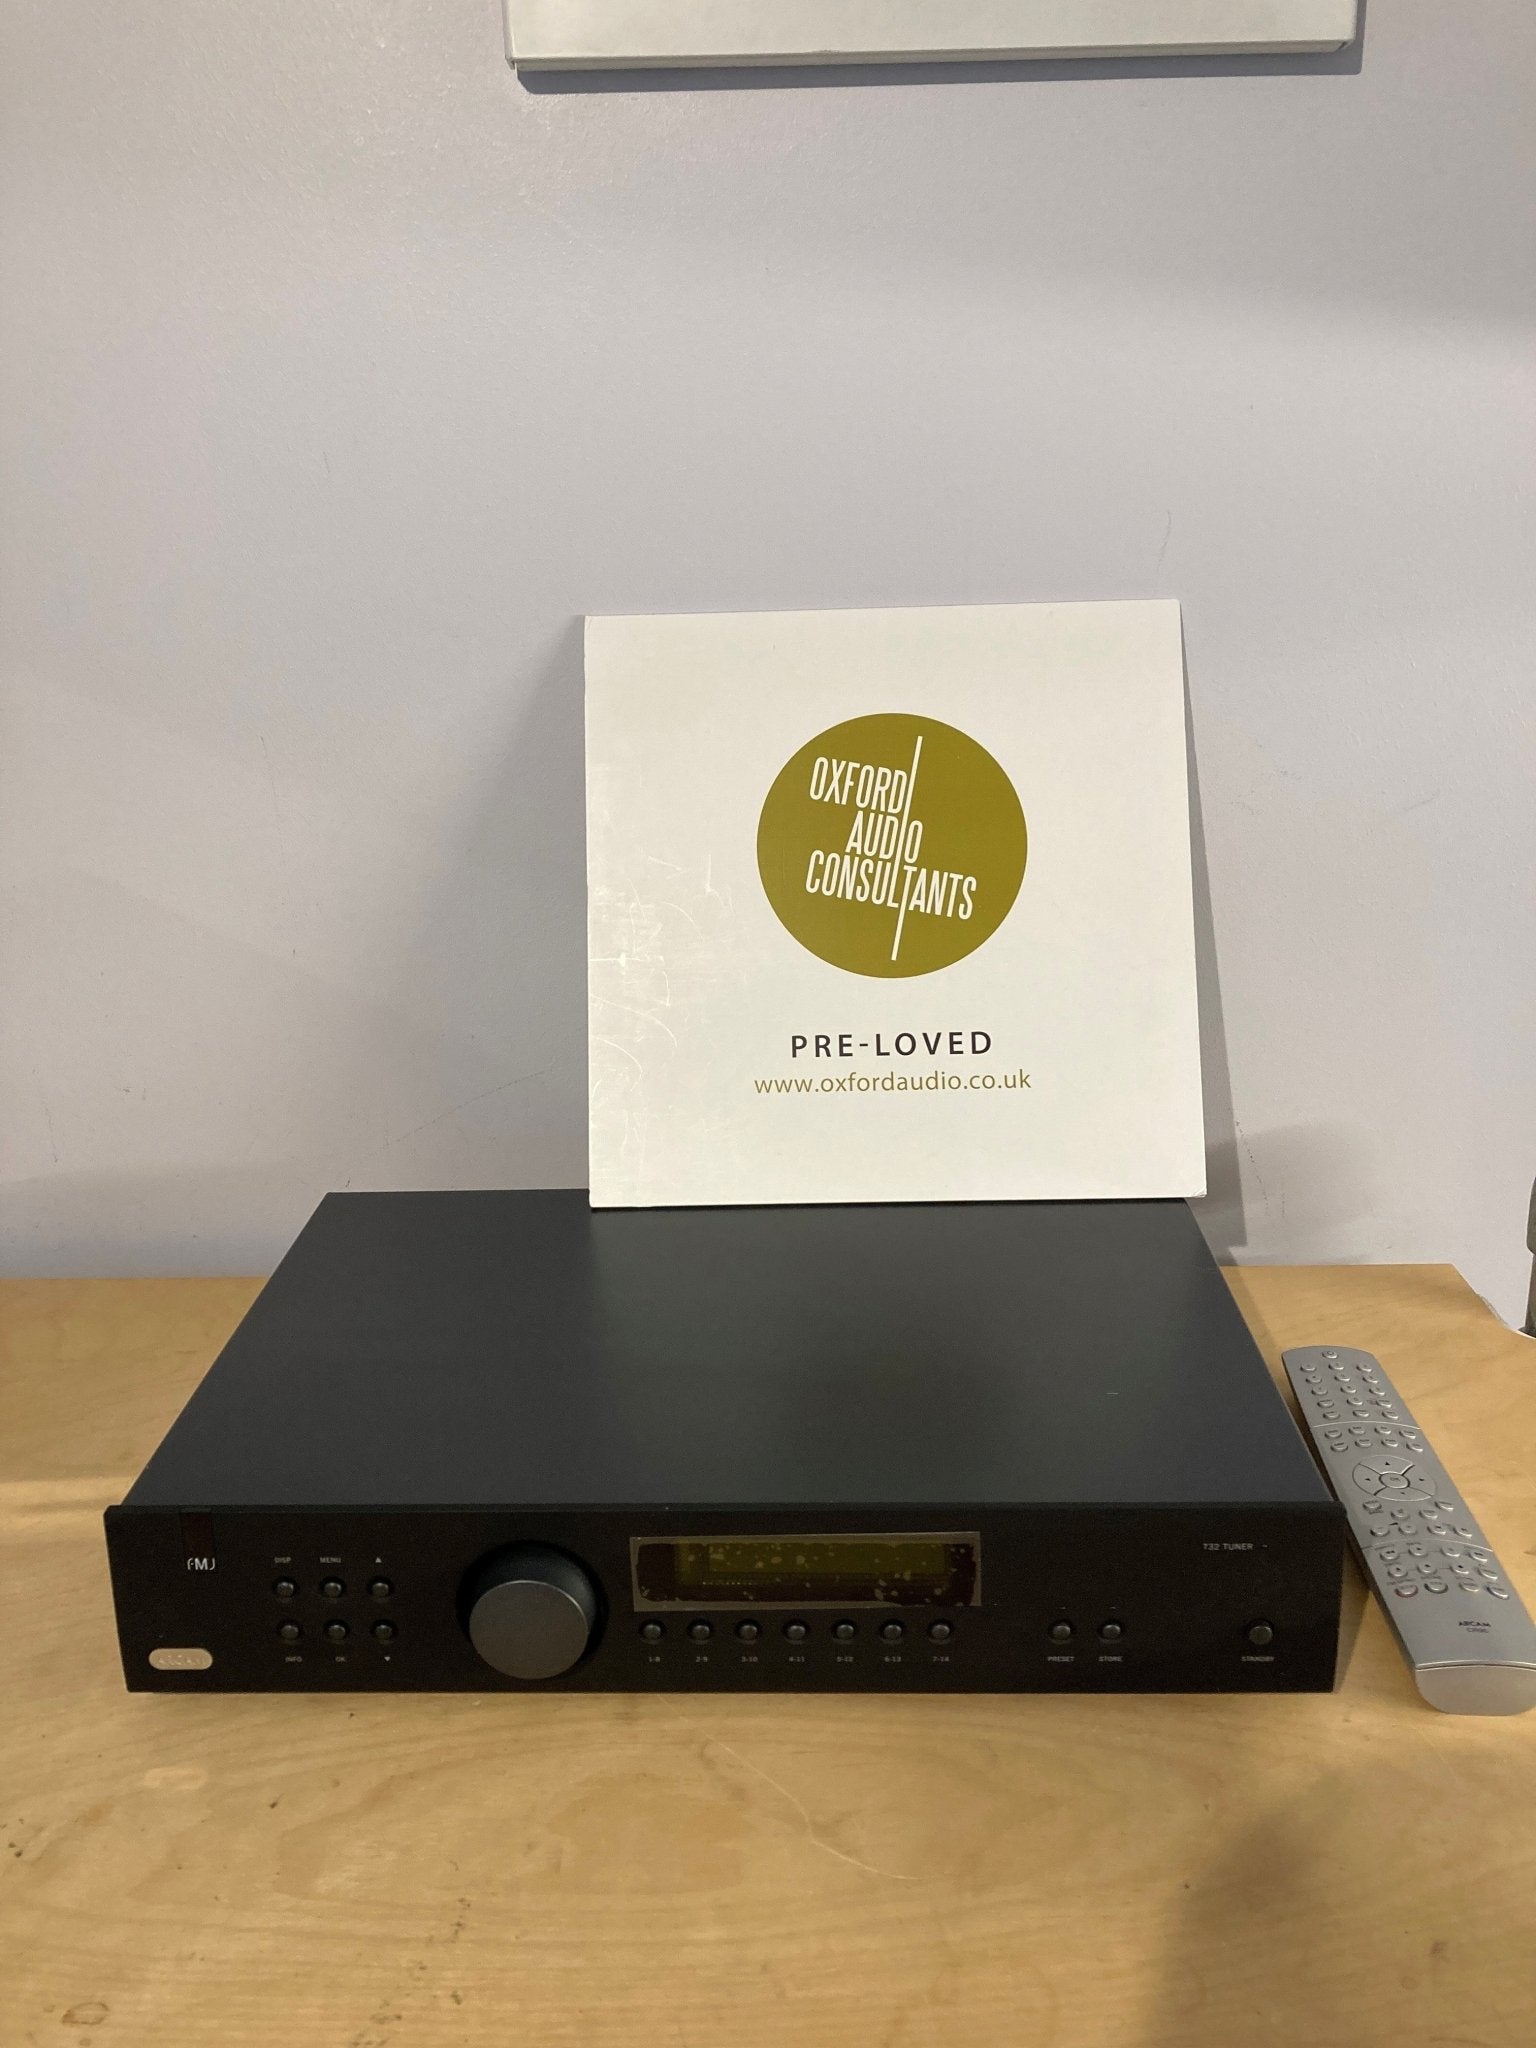 OXFORD
AUDIO
CONSULTANTS
PRE-LOVED
www.oxfordaudio.co.uk
FMJ
DISP MENU ▲
INFO OK ▼
ARCAM
1-8 2-9 3-10 4-11 5-12 6-13 7-14
PRESET STORE
T32 TUNER
STANDBY
ARCAM